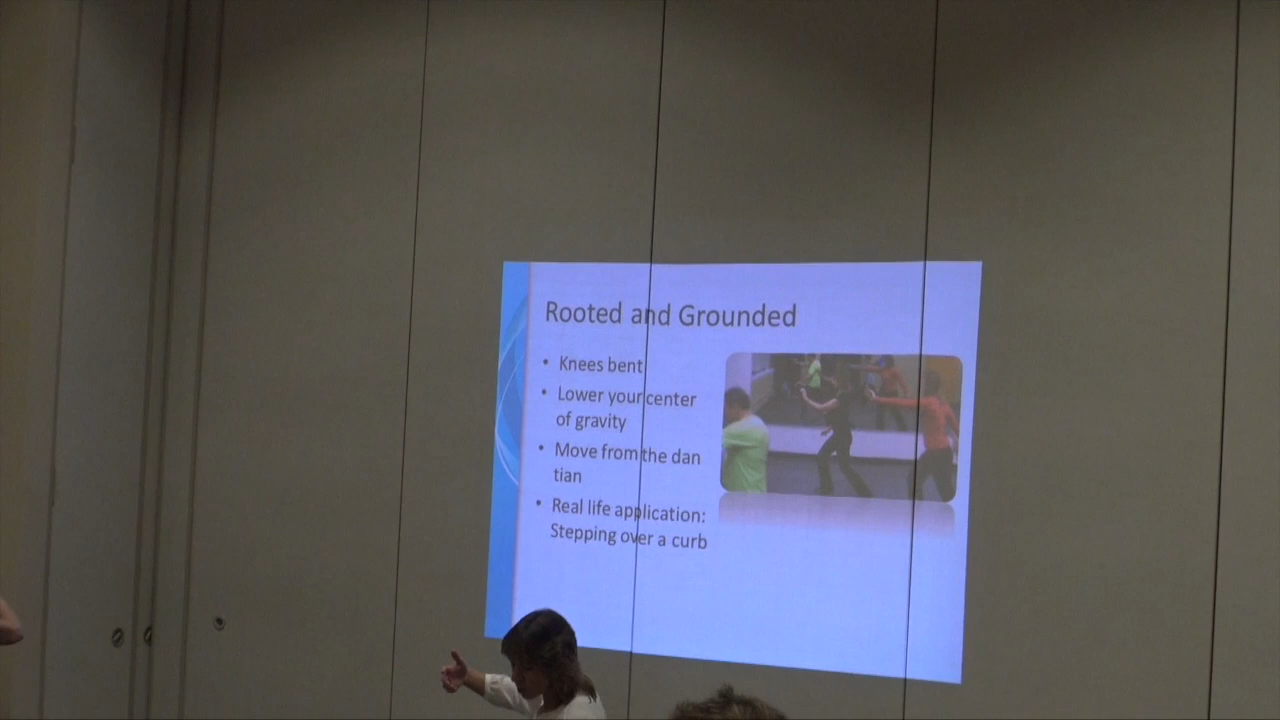 Rooted and Grounded
• Knees bent
• Lower your center
of gravity
• Move from the dan
tian
• Real life application:
Stepping over a curb